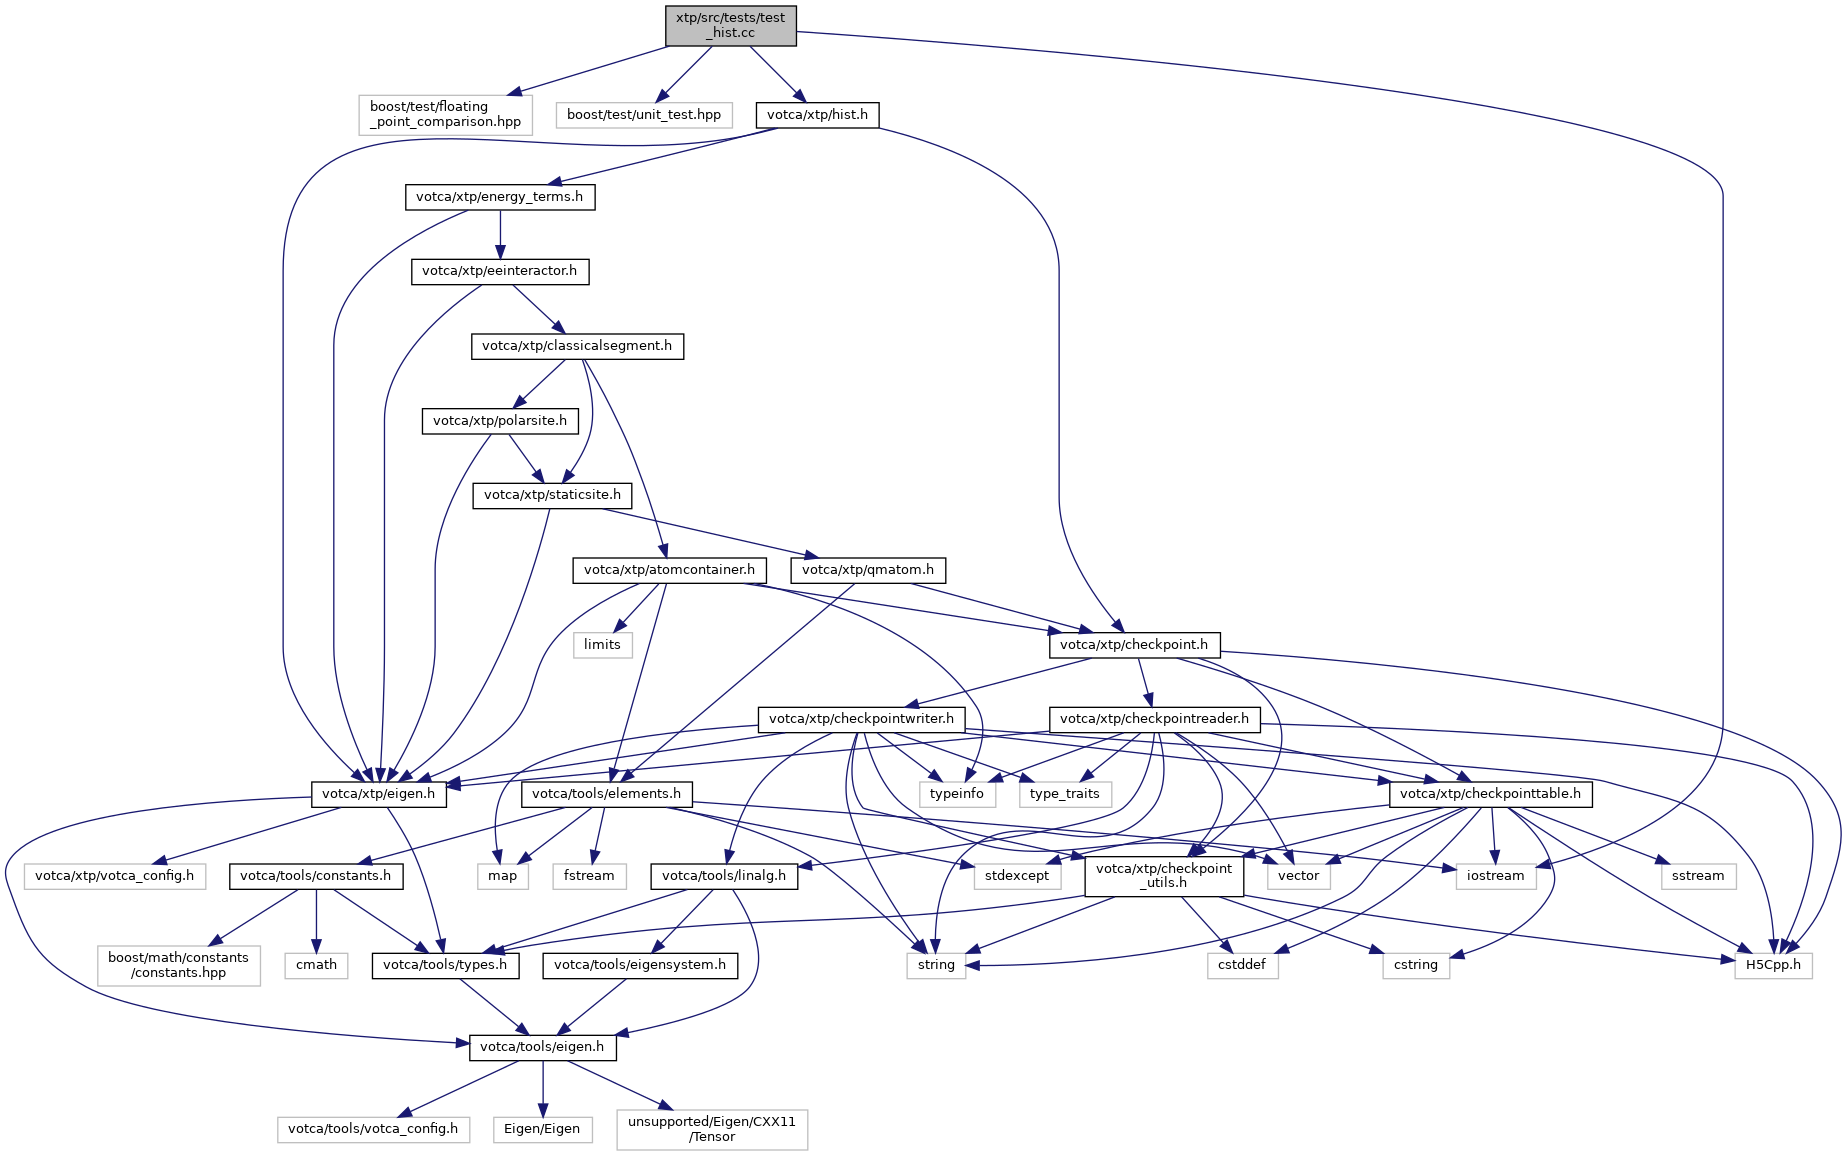 xtp/src/tests/test
_hist.cc
boost/test/floating
_point_comparison.hpp
boost/test/unit_test.hpp
votca/xtp/hist.h
votca/xtp/energy_terms.h
votca/xtp/eeinteractor.h
votca/xtp/classicalsegment.h
votca/xtp/polarsite.h
votca/xtp/staticsite.h
votca/xtp/atomcontainer.h
votca/xtp/qmatom.h
limits
votca/xtp/checkpoint.h
votca/xtp/checkpointwriter.h
votca/xtp/checkpointreader.h
votca/xtp/eigen.h
votca/tools/elements.h
typeinfo
type_traits
votca/xtp/checkpointtable.h
votca/xtp/votca_config.h
votca/tools/constants.h
map
fstream
votca/tools/linalg.h
stdexcept
votca/xtp/checkpoint
_utils.h
vector
iostream
sstream
boost/math/constants
/constants.hpp
cmath
votca/tools/types.h
votca/tools/eigensystem.h
string
cstddef
cstring
H5Cpp.h
votca/tools/eigen.h
votca/tools/votca_config.h
Eigen/Eigen
unsupported/Eigen/CXX11
/Tensor